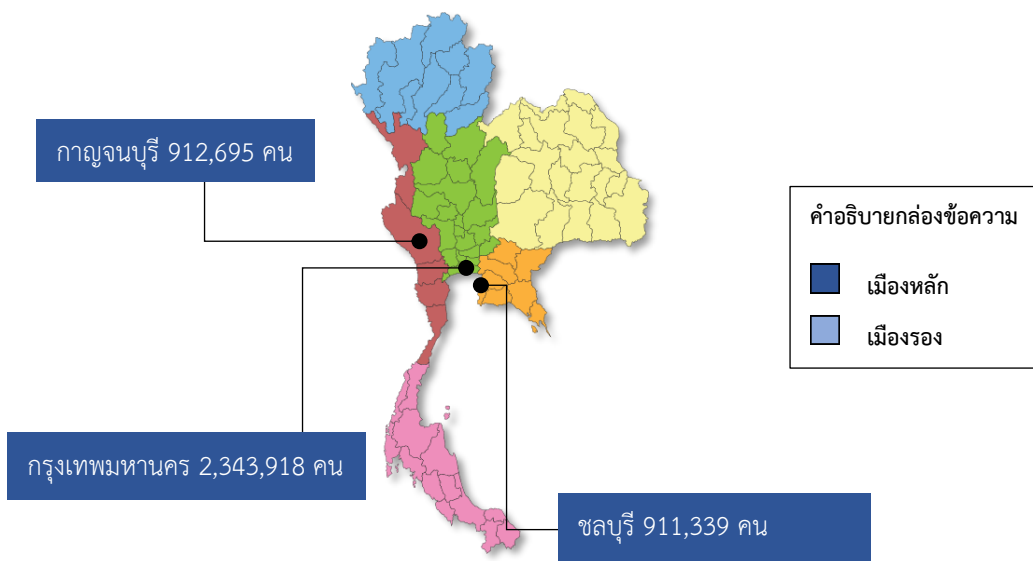 กาญจนบุรี 912,695 คน
คำอธิบายกล่องข้อความ
เมืองหลัก
เมืองรอง
กรุงเทพมหานคร 2,343,918 คน
ชลบุรี 911,339 คน